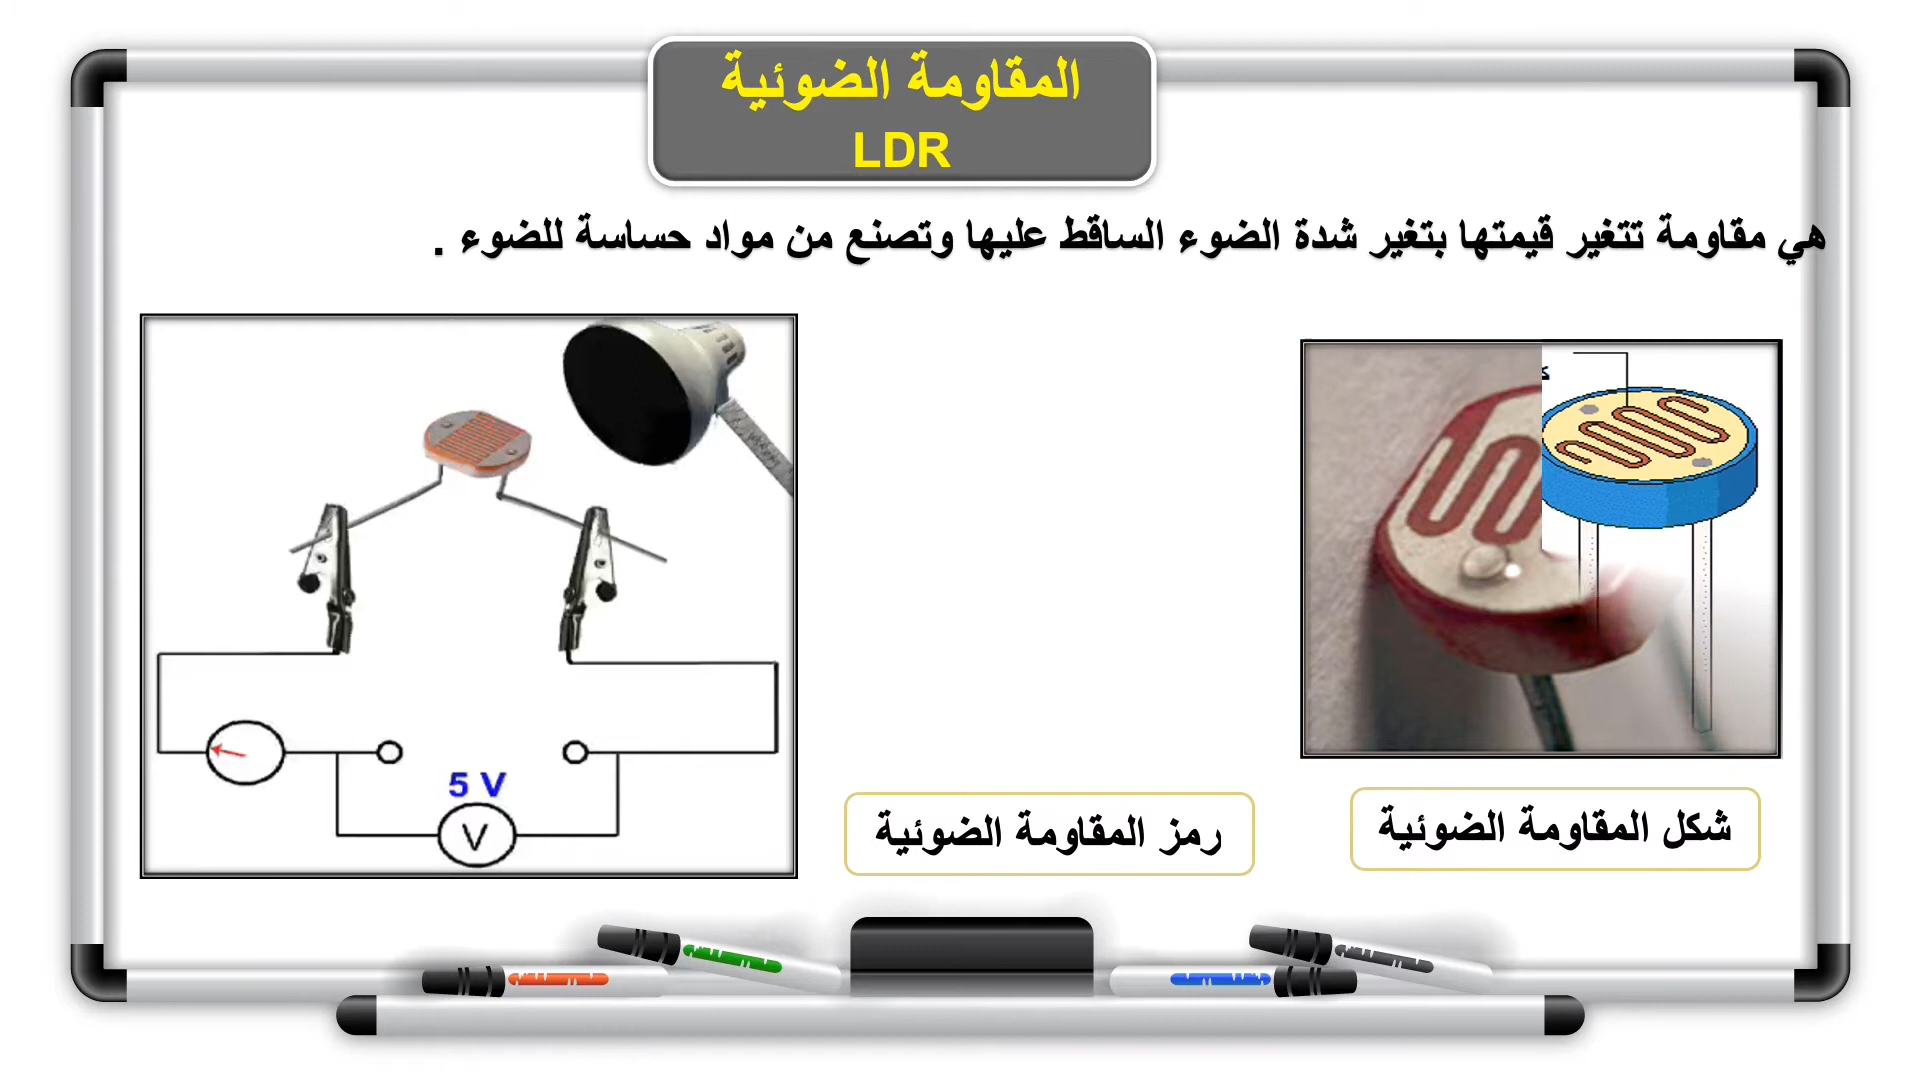 المقاومة الضوئية
LDR
هي مقاومة تتغير قيمتها بتغير شدة الضوء الساقط عليها وتصنع من مواد حساسة للضوء .
5 V
V
رمز المقاومة الضوئية
شكل المقاومة الضوئية